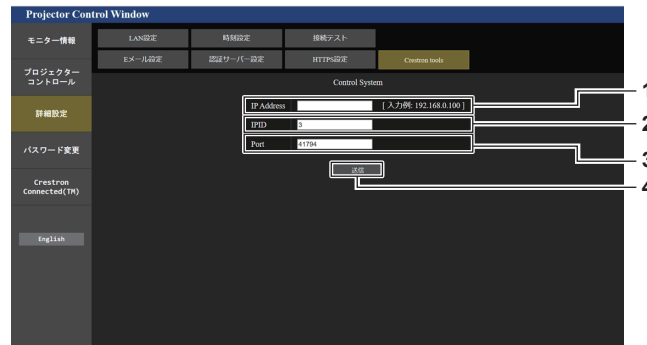 Projector Control Window
モニター情報
プロジェクター
コントロール
詳細設定
パスワード変更
Crestron
Connected(TM)
English
LAN設定 時刻設定 接続テスト
Eメール設定 認証サーバー設定 HTTPS設定 Crestron tools
Control System
IP Address [ 入力例: 192.168.0.100 ]
IPID 3
Port 41794
送信
1
2
3
4